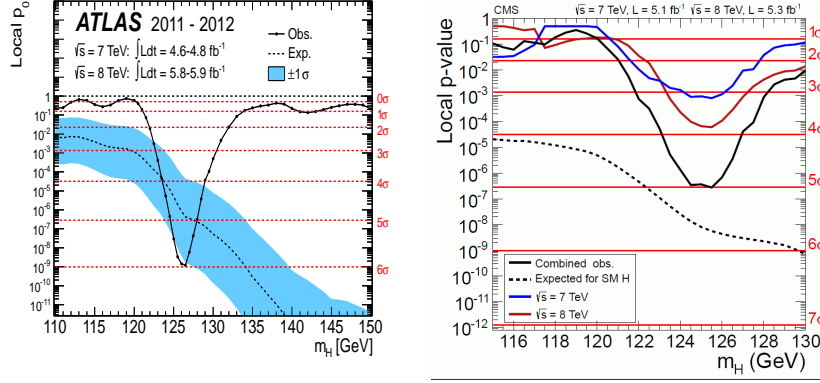 ATLAS 2011 - 2012
√s = 7 TeV: ∫Ldt = 4.6-4.8 fb⁻¹
√s = 8 TeV: ∫Ldt = 5.8-5.9 fb⁻¹
Obs.
Exp.
±1σ
Local p₀
1
10⁻¹
10⁻²
10⁻³
10⁻⁴
10⁻⁵
10⁻⁶
10⁻⁷
10⁻⁸
10⁻⁹
10⁻¹⁰
10⁻¹¹
0σ
1σ
2σ
3σ
4σ
5σ
6σ
110 115 120 125 130 135 140 145 150
m_H [GeV]
CMS √s = 7 TeV, L = 5.1 fb⁻¹ √s = 8 TeV, L = 5.3 fb⁻¹
Local p-value
1
10⁻¹
10⁻²
10⁻³
10⁻⁴
10⁻⁵
10⁻⁶
10⁻⁷
10⁻⁸
10⁻⁹
10⁻¹⁰
10⁻¹¹
10⁻¹²
1σ
2σ
3σ
4σ
5σ
6σ
7σ
Combined obs.
Expected for SM H
√s = 7 TeV
√s = 8 TeV
116 118 120 122 124 126 128 130
m_H (GeV)